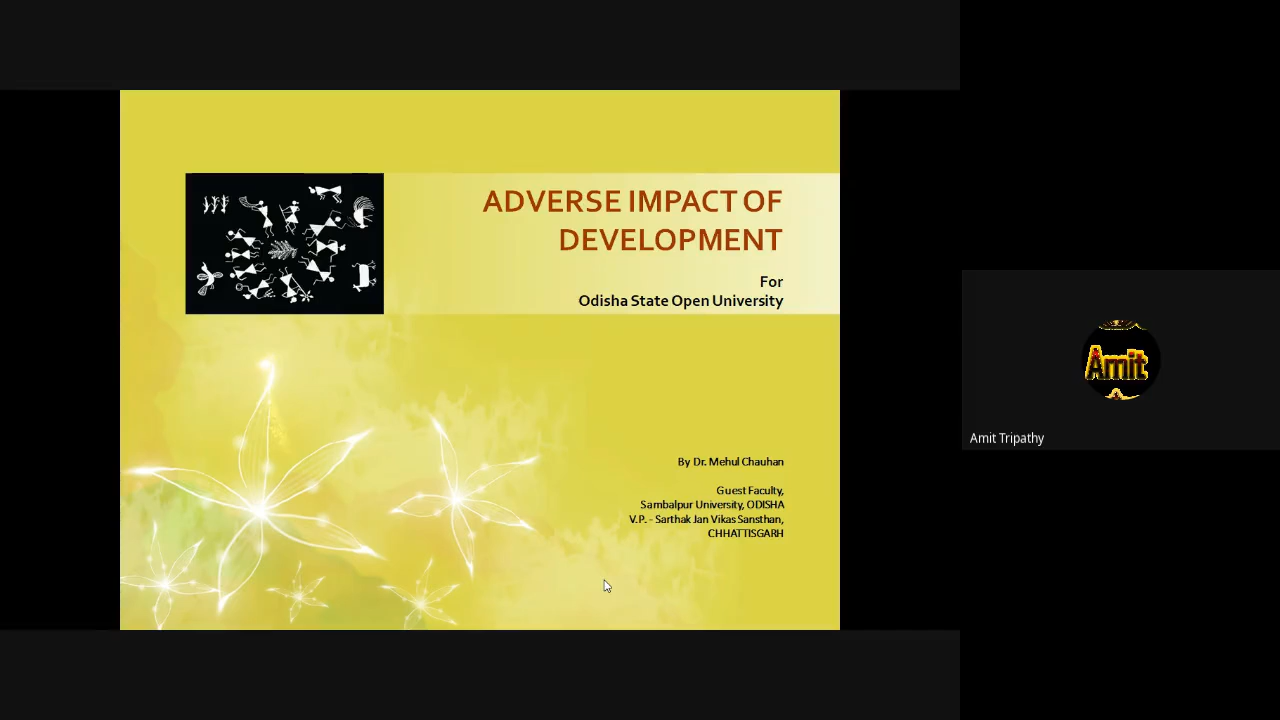 ADVERSE IMPACT OF
DEVELOPMENT
For
Odisha State Open University
By Dr. Mehul Chauhan
Guest Faculty,
Sambalpur University, ODISHA
V.P. - Sarthak Jan Vikas Sansthan,
CHHATTISGARH
Amit
Amit Tripathy